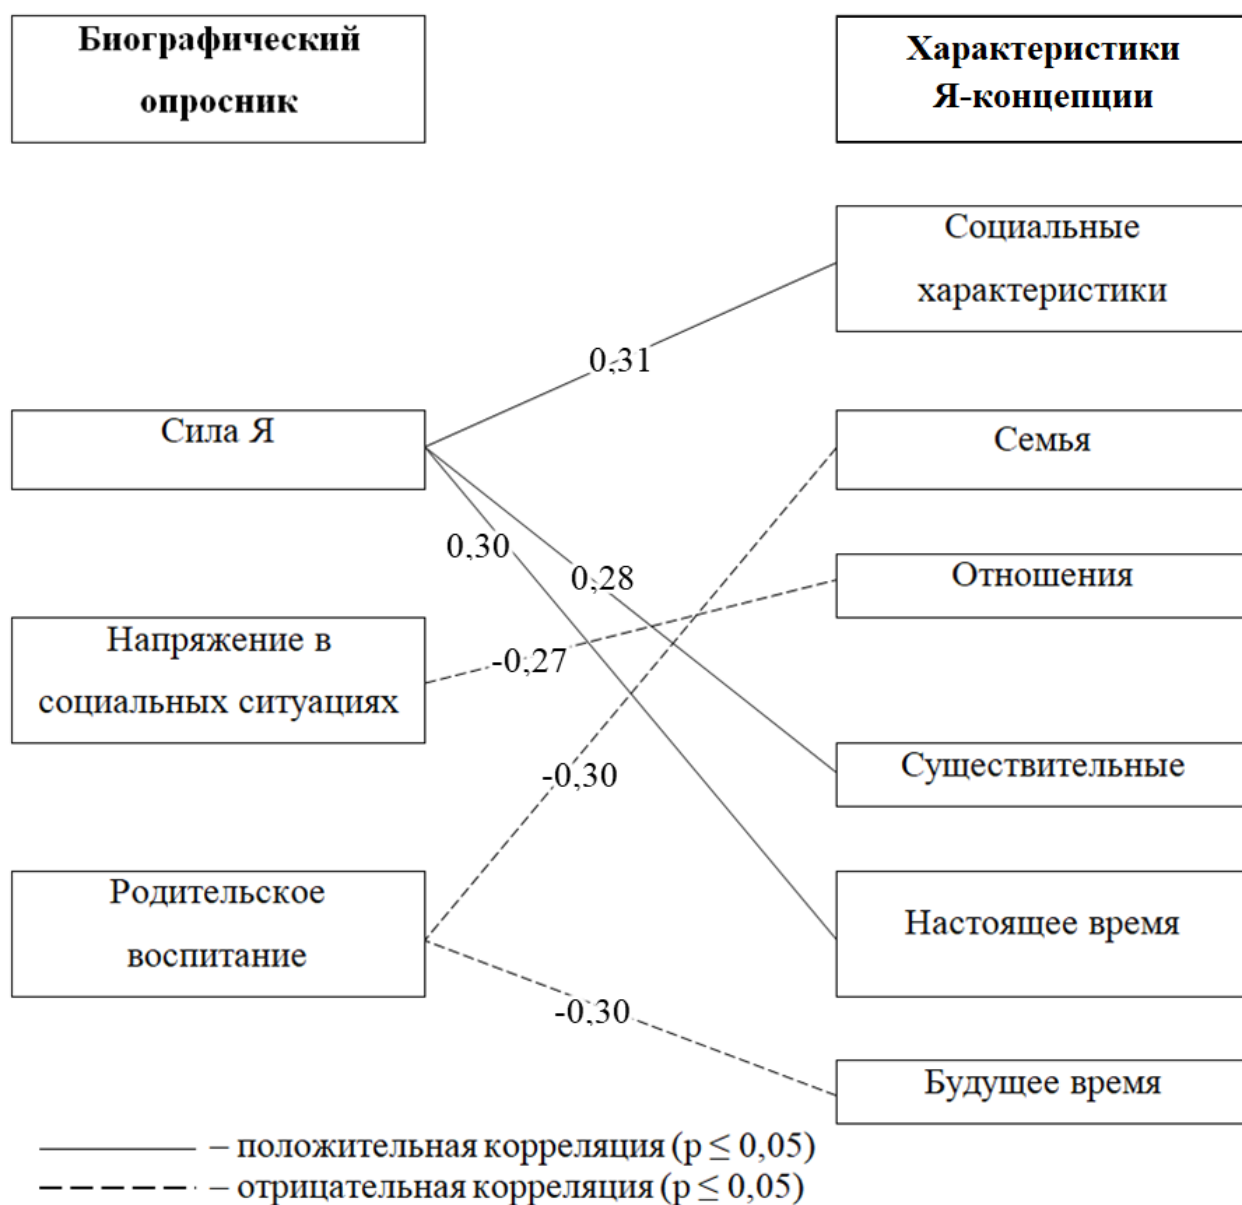 Биографический
опросник
Характеристики
Я-концепции
Социальные
характеристики
0,31
Сила Я
Семья
0,30
0,28
Отношения
Напряжение в
социальных ситуациях
-0,27
-0,30
Существительные
Родительское
воспитание
Настоящее время
-0,30
Будущее время
– положительная корреляция (p ≤ 0,05)
– отрицательная корреляция (p ≤ 0,05)